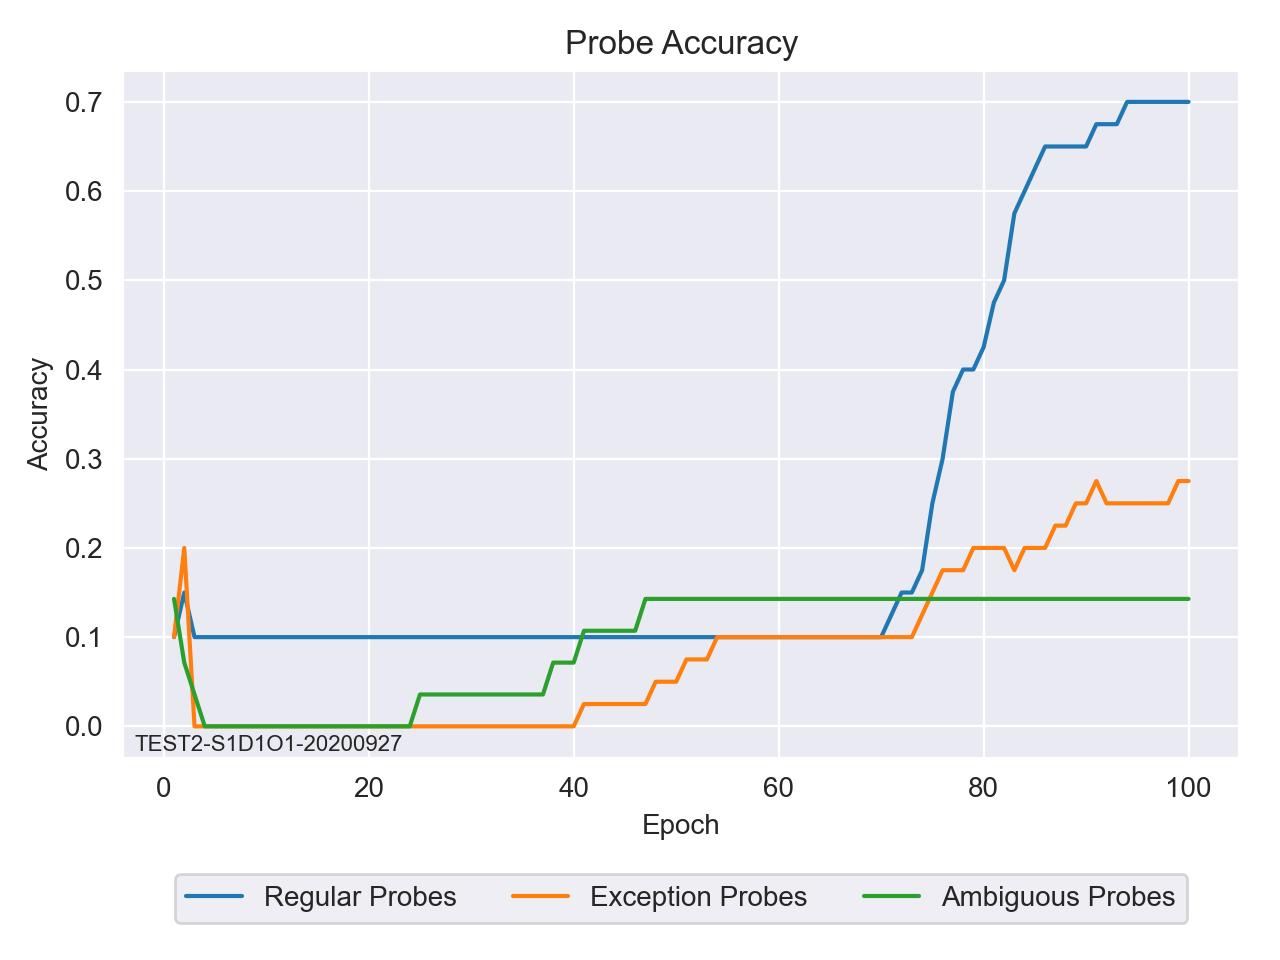 Probe Accuracy
0.7
0.6
0.5
0.4
0.3
0.2
0.1
0.0
Accuracy
TEST2-S1D1O1-20200927
0 20 40 60 80 100
Epoch
Regular Probes Exception Probes Ambiguous Probes